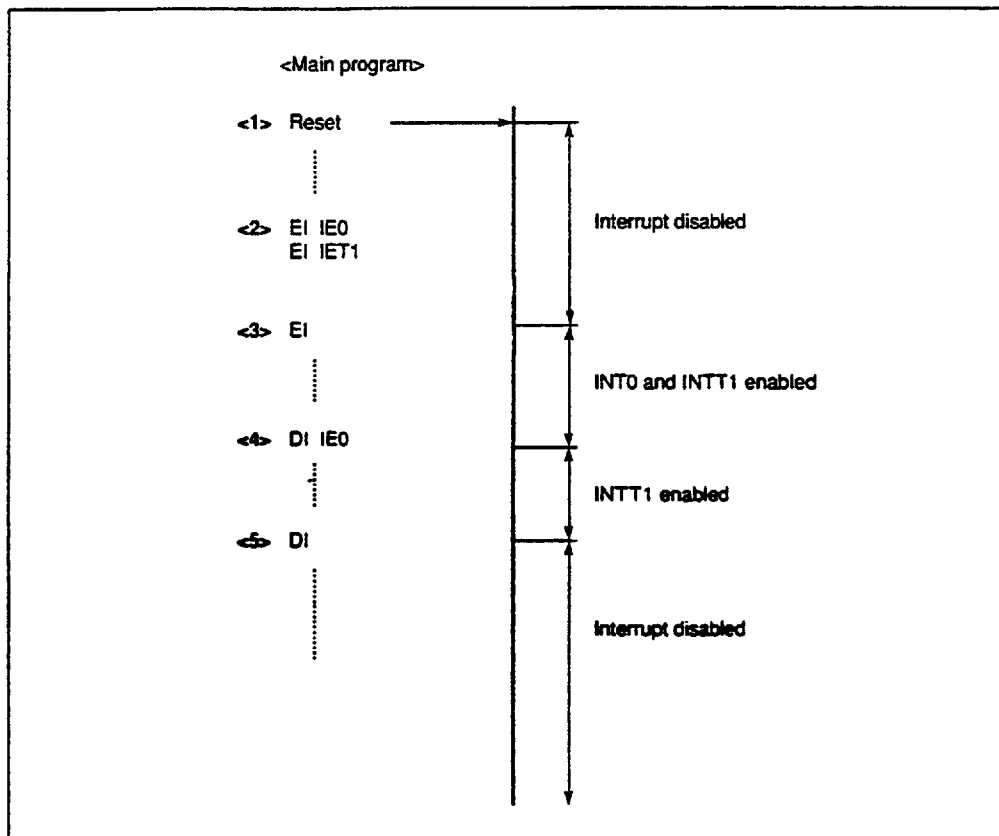 <Main program>
<1> Reset
Interrupt disabled
<2> EI IE0
EI IET1
<3> EI
INT0 and INTT1 enabled
<4> DI IE0
INTT1 enabled
<5> DI
Interrupt disabled